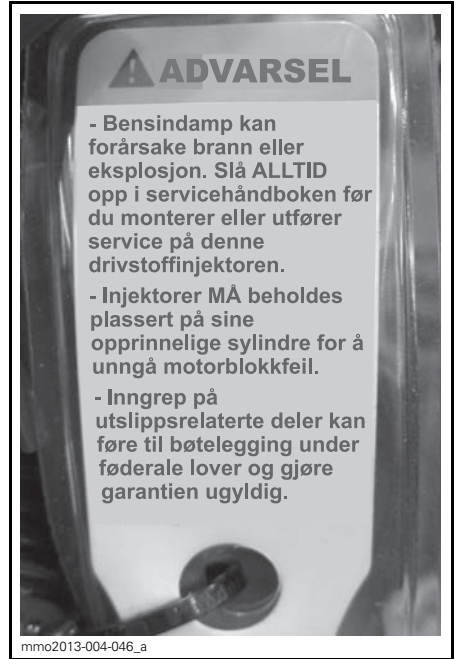 ADVARSEL
- Bensindamp kan
forårsake brann eller
eksplosjon. Slå ALLTID
opp i servicehåndboken før
du monterer eller utfører
service på denne
drivstoffinjektoren.
- Injektorer MÅ beholdes
plassert på sine
opprinnelige sylindre for å
unngå motorblokkfeil.
- Inngrep på
utslippsrelaterte deler kan
føre til bøtelegging under
føderale lover og gjøre
garantien ugyldig.
mmo2013-004-046_a